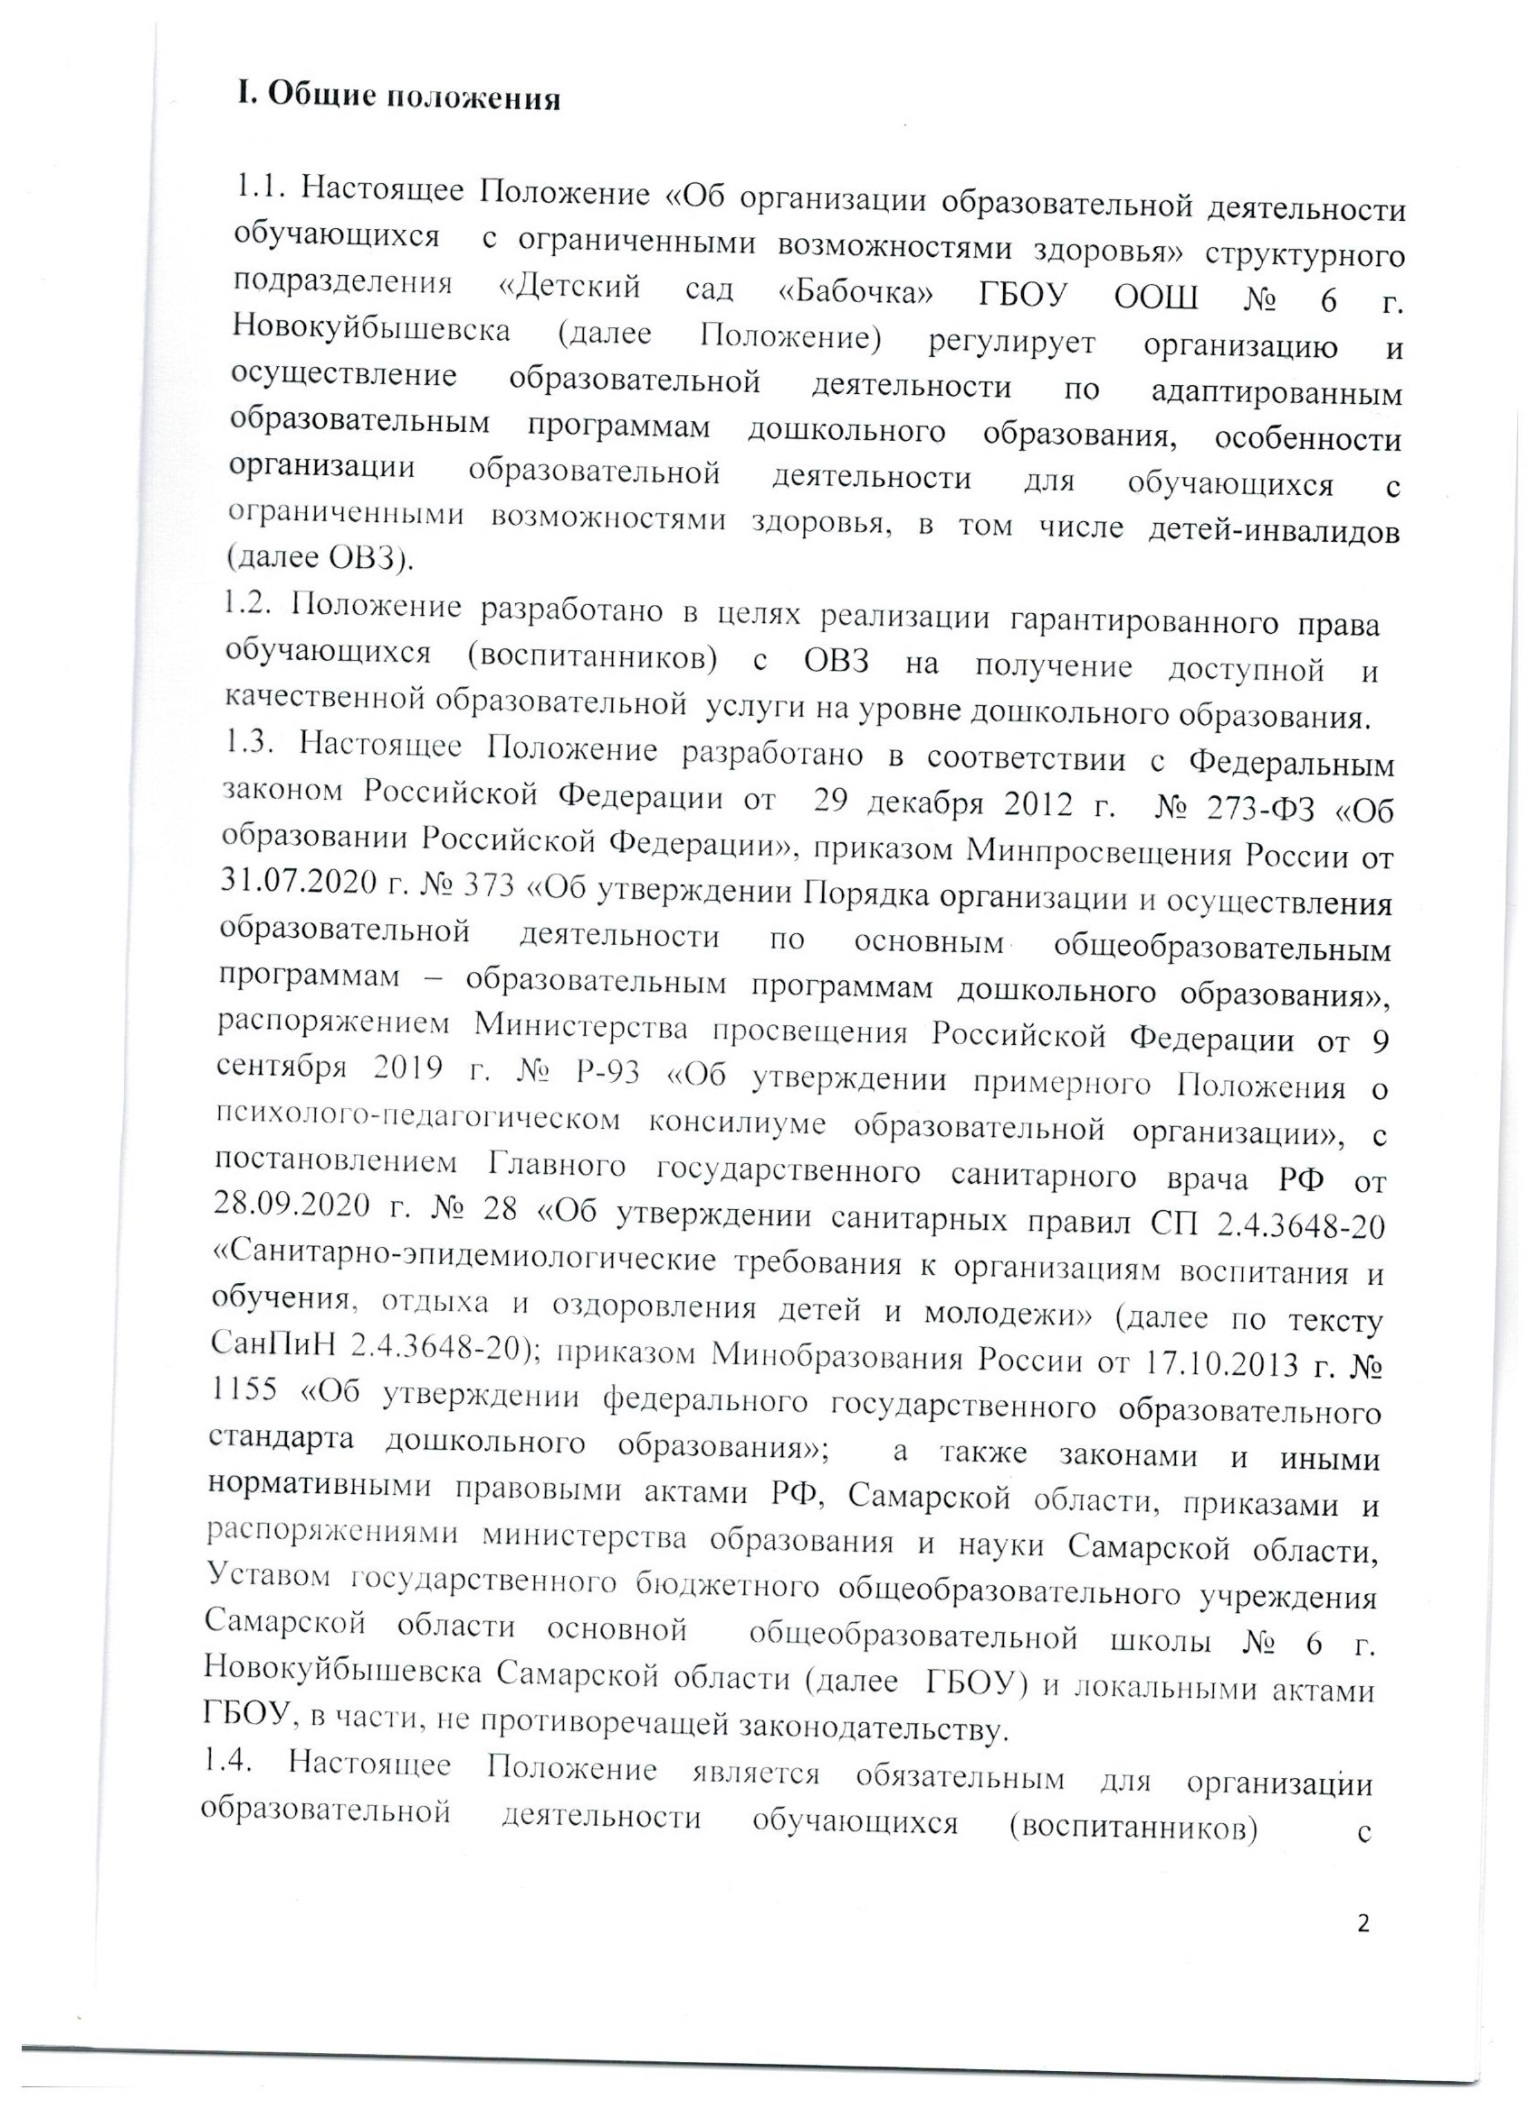 I. Общие положения
1.1. Настоящее Положение «Об организации образовательной деятельности
обучающихся с ограниченными возможностями здоровья» структурного
подразделения «Детский сад «Бабочка» ГБОУ ООШ № 6 г.
Новокуйбышевска (далее Положение) регулирует организацию и
осуществление образовательной деятельности по адаптированным
образовательным программам дошкольного образования, особенности
организации образовательной деятельности для обучающихся с
ограниченными возможностями здоровья, в том числе детей-инвалидов
(далее ОВЗ).
1.2. Положение разработано в целях реализации гарантированного права
обучающихся (воспитанников) с ОВЗ на получение доступной и
качественной образовательной услуги на уровне дошкольного образования.
1.3. Настоящее Положение разработано в соответствии с Федеральным
законом Российской Федерации от 29 декабря 2012 г. № 273-ФЗ «Об
образовании Российской Федерации», приказом Минпросвещения России от
31.07.2020 г. № 373 «Об утверждении Порядка организации и осуществления
образовательной деятельности по основным общеобразовательным
программам – образовательным программам дошкольного образования»,
распоряжением Министерства просвещения Российской Федерации от 9
сентября 2019 г. № Р-93 «Об утверждении примерного Положения о
психолого-педагогическом консилиуме образовательной организации», с
постановлением Главного государственного санитарного врача РФ от
28.09.2020 г. № 28 «Об утверждении санитарных правил СП 2.4.3648-20
«Санитарно-эпидемиологические требования к организациям воспитания и
обучения, отдыха и оздоровления детей и молодежи» (далее по тексту
СанПиН 2.4.3648-20); приказом Минобразования России от 17.10.2013 г. №
1155 «Об утверждении федерального государственного образовательного
стандарта дошкольного образования»; а также законами и иными
нормативными правовыми актами РФ, Самарской области, приказами и
распоряжениями министерства образования и науки Самарской области,
Уставом государственного бюджетного общеобразовательного учреждения
Самарской области основной общеобразовательной школы № 6 г.
Новокуйбышевска Самарской области (далее ГБОУ) и локальными актами
ГБОУ, в части, не противоречащей законодательству.
1.4. Настоящее Положение является обязательным для организации
образовательной деятельности обучающихся (воспитанников) с
2